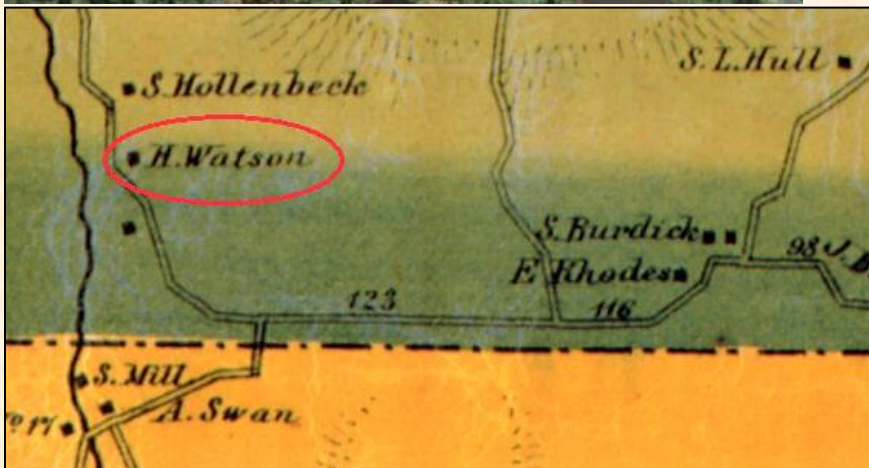 S. Hollenbeck
S. L. Hull
H. Watson
S. Burdick
E Rhodes
98
123
116
S. Mill
A. Swan